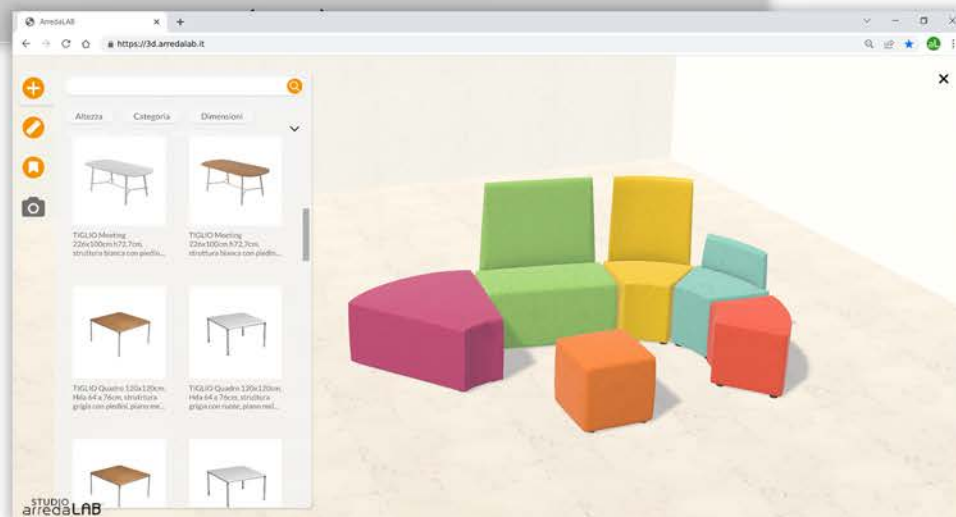 ArredaLAB
https://3d.arredalab.it
aL
Altezza Categoria Dimensioni
TIGLIO Meeting
226x100cm h72,7cm,
struttura bianca con piedin...
TIGLIO Meeting
226x100cm h72,7cm,
struttura bianca con piedin...
TIGLIO Quadro 120x120cm,
Hda 64 a 76cm, struttura
grigia con piedini, piano me...
TIGLIO Quadro 120x120cm,
Hda 64 a 76cm, struttura
grigia con ruote, piano mel...
STUDIO
arredaLAB